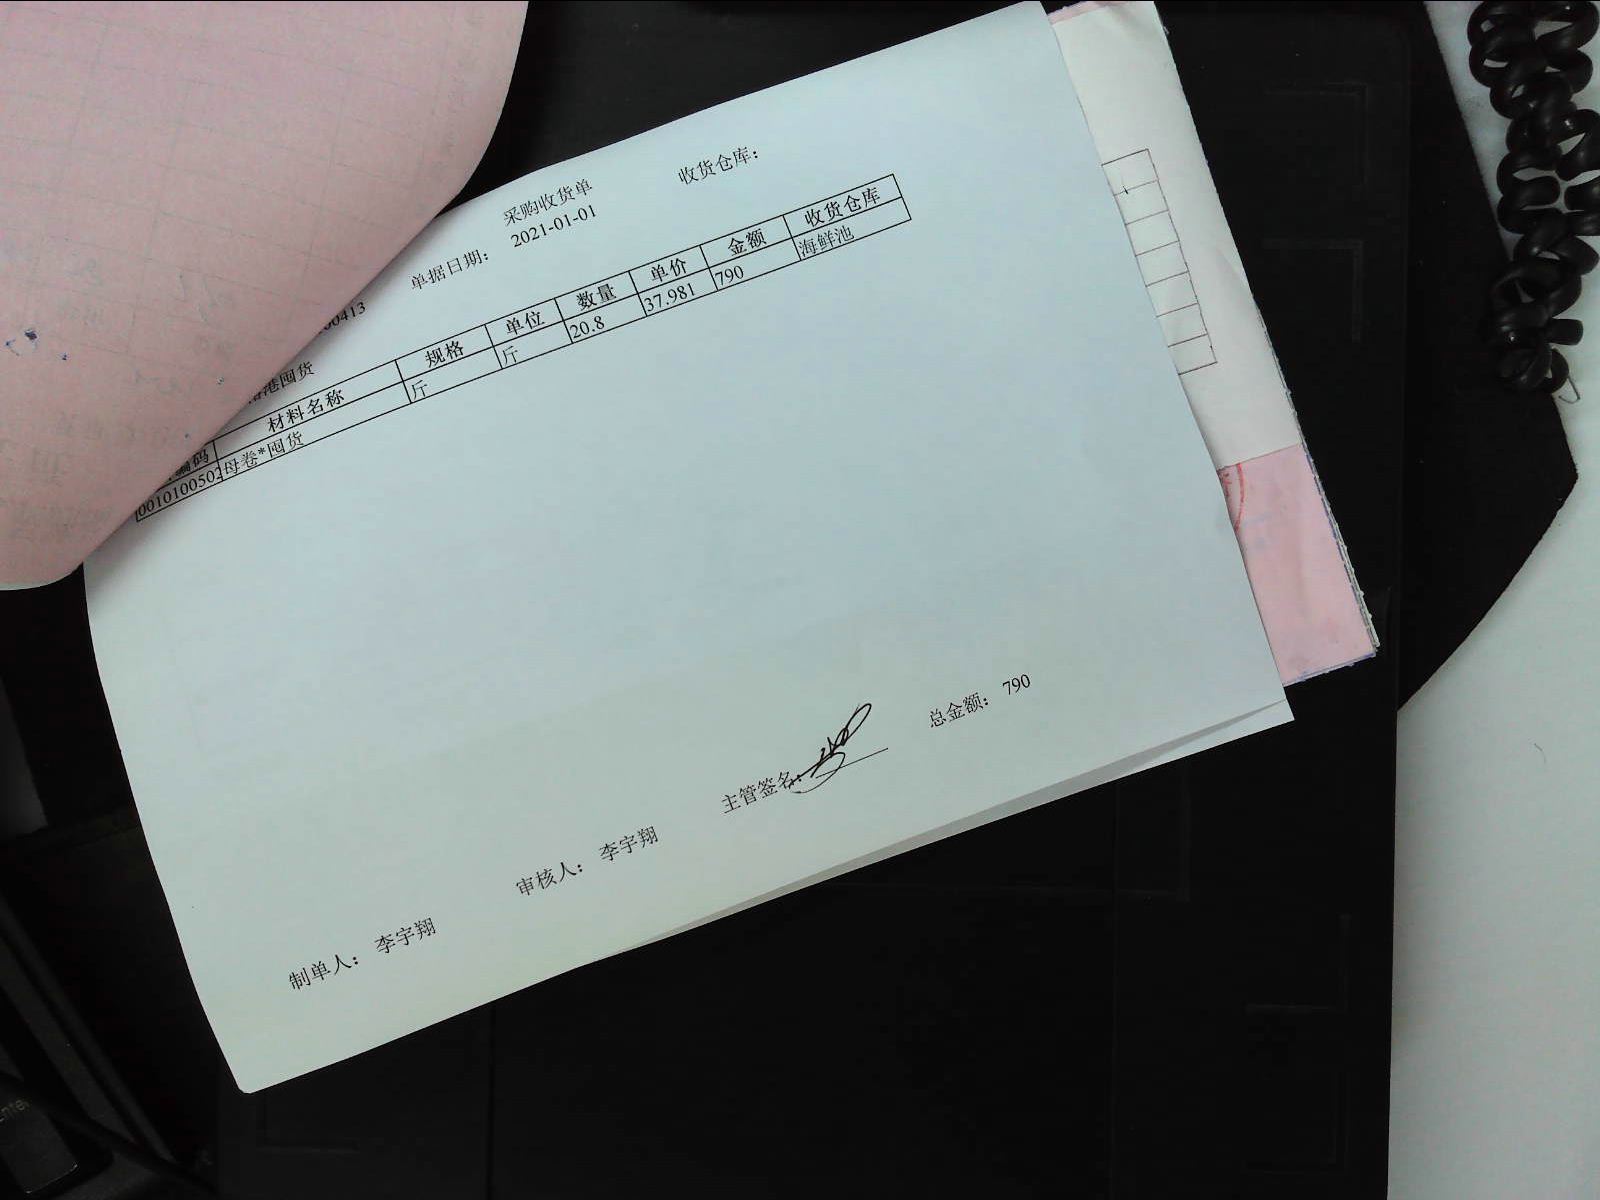 采购收货单
收货仓库：
单据日期： 2021-01-01
00413
港囤货
编码 材料名称 规格 单位 数量 单价 金额 收货仓库
0010100502 母卷*囤货 斤 斤 20.8 37.981 790 海鲜池
制单人： 李宇翔 审核人： 李宇翔 主管签名： 总金额： 790